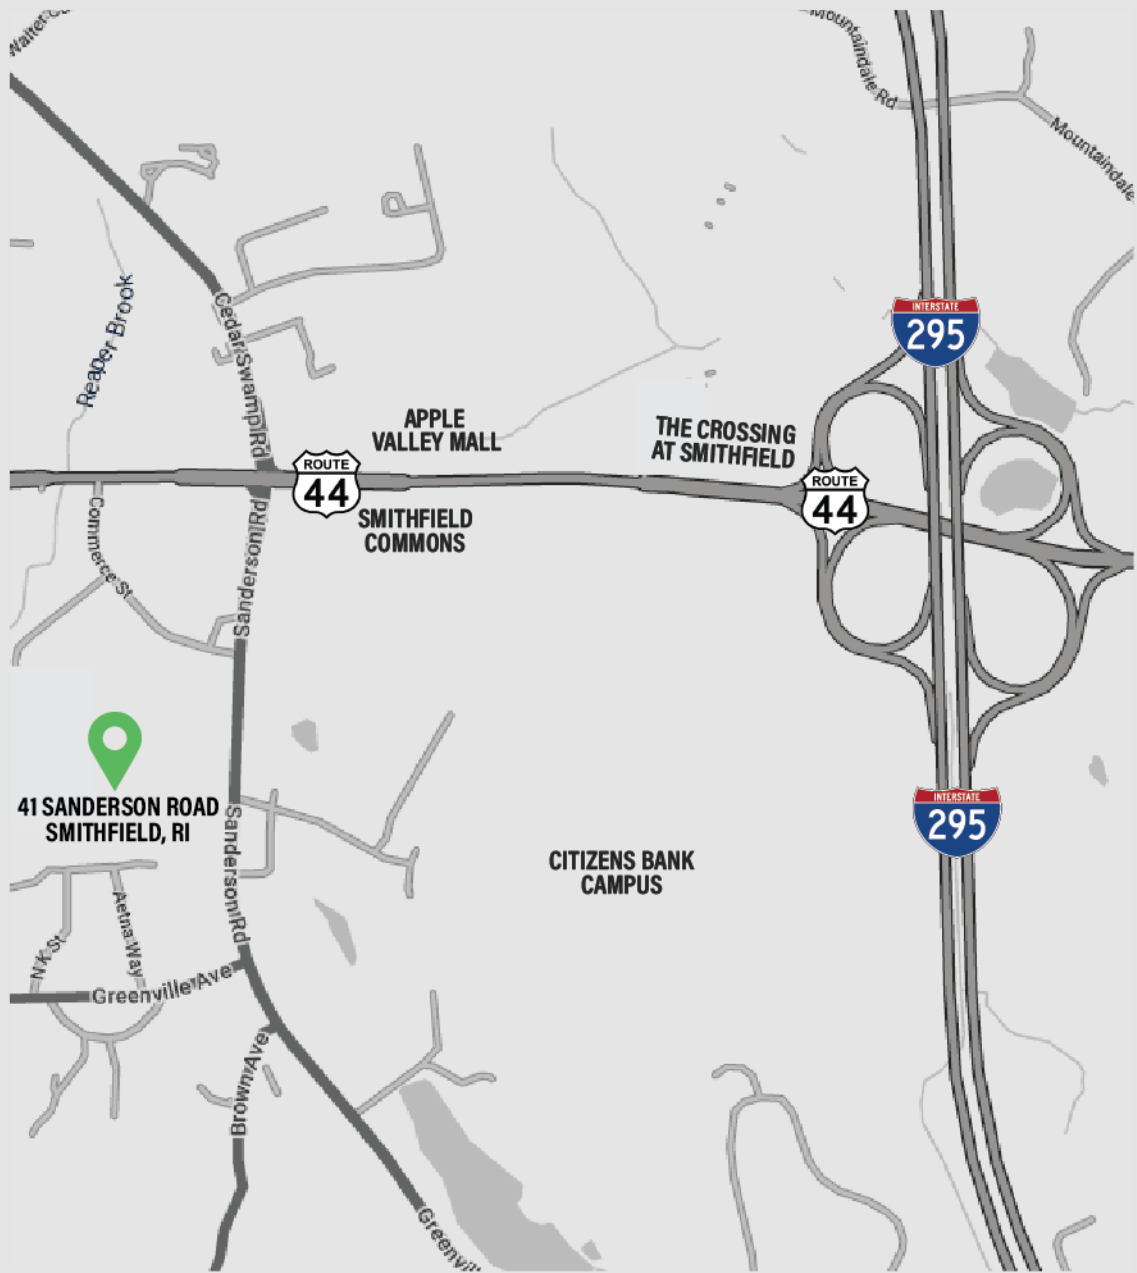 Mountaindale Rd
Mountaindale
Reaper Brook
Cedar Swamp Rd
INTERSTATE
295
APPLE
VALLEY MALL
THE CROSSING
AT SMITHFIELD
ROUTE
44
ROUTE
44
SMITHFIELD
COMMONS
Commerce St
Sanderson Rd
41 SANDERSON ROAD
SMITHFIELD, RI
INTERSTATE
295
Sanderson Rd
CITIZENS BANK
CAMPUS
Aetna Way
N K St
Greenville Ave
Brown Ave